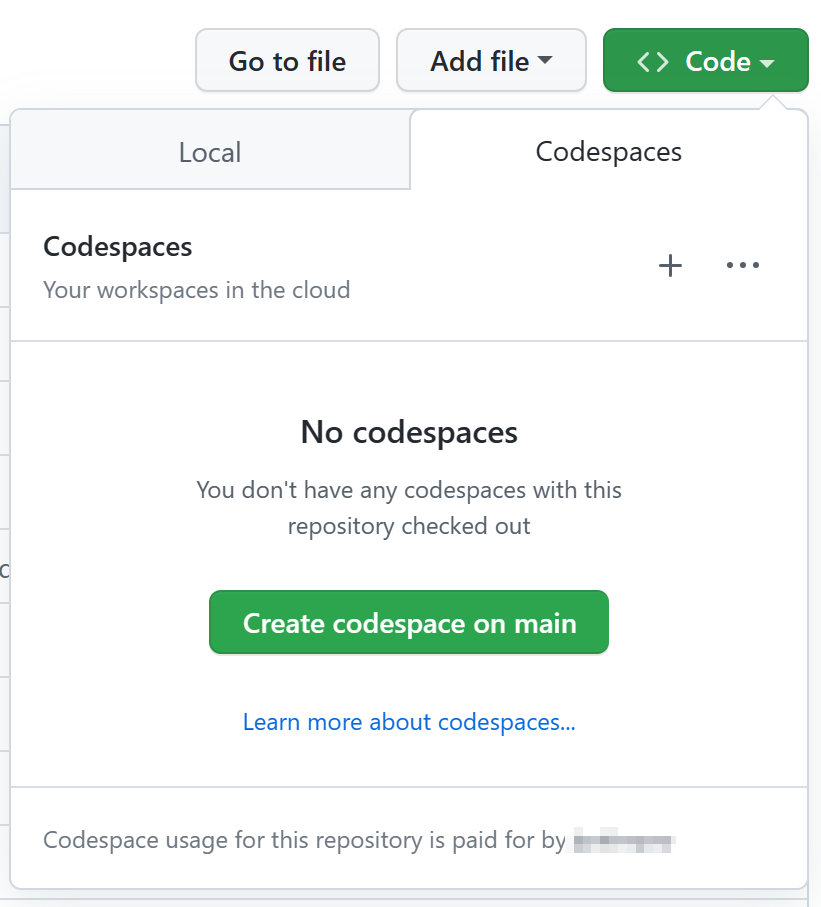 Go to file
Add file
Code
Local
Codespaces
Codespaces
Your workspaces in the cloud
No codespaces
You don't have any codespaces with this
repository checked out
Create codespace on main
Learn more about codespaces...
Codespace usage for this repository is paid for by